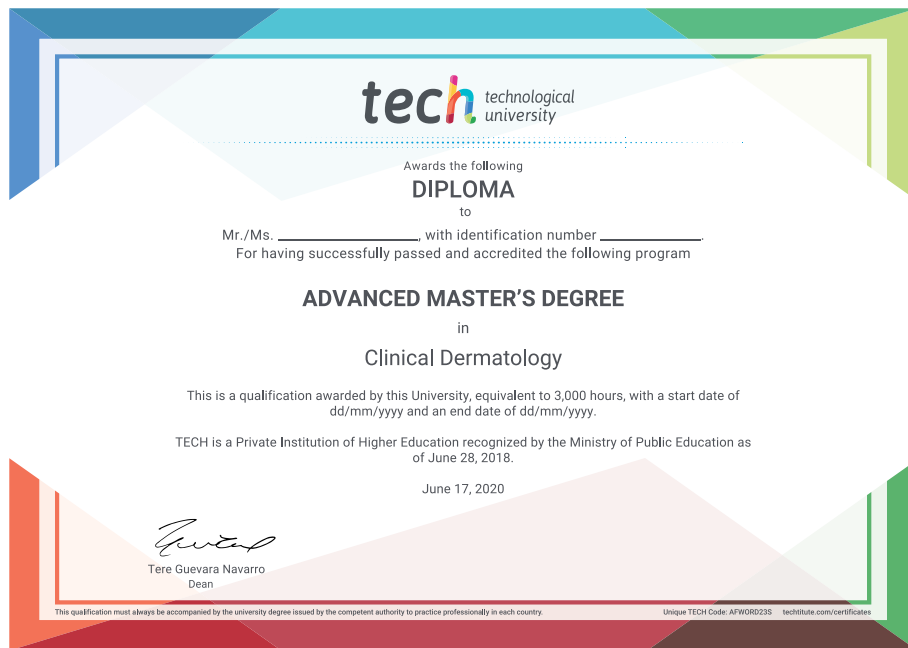 tech technological
university
Awards the following
DIPLOMA
to
Mr./Ms. ____________________, with identification number ______________.
For having successfully passed and accredited the following program
ADVANCED MASTER'S DEGREE
in
Clinical Dermatology
This is a qualification awarded by this University, equivalent to 3,000 hours, with a start date of
dd/mm/yyyy and an end date of dd/mm/yyyy.
TECH is a Private Institution of Higher Education recognized by the Ministry of Public Education as
of June 28, 2018.
June 17, 2020
Tere Guevara Navarro
Dean
This qualification must always be accompanied by the university degree issued by the competent authority to practice professionally in each country.
Unique TECH Code: AFWORD23S techtitute.com/certificates